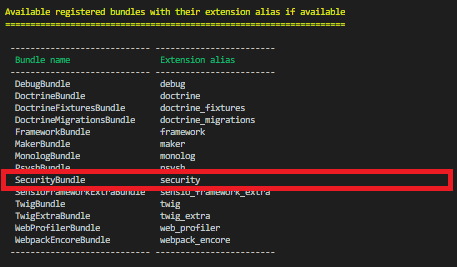 Available registered bundles with their extension alias if available
====================================================================
---------------------------- ------------------------
Bundle name Extension alias
---------------------------- ------------------------
DebugBundle debug
DoctrineBundle doctrine
DoctrineFixturesBundle doctrine_fixtures
DoctrineMigrationsBundle doctrine_migrations
FrameworkBundle framework
MakerBundle maker
MonologBundle monolog
PsyshBundle psysh
SecurityBundle security
SensioFrameworkExtraBundle sensio_framework_extra
TwigBundle twig
TwigExtraBundle twig_extra
WebProfilerBundle web_profiler
WebpackEncoreBundle webpack_encore
---------------------------- ------------------------